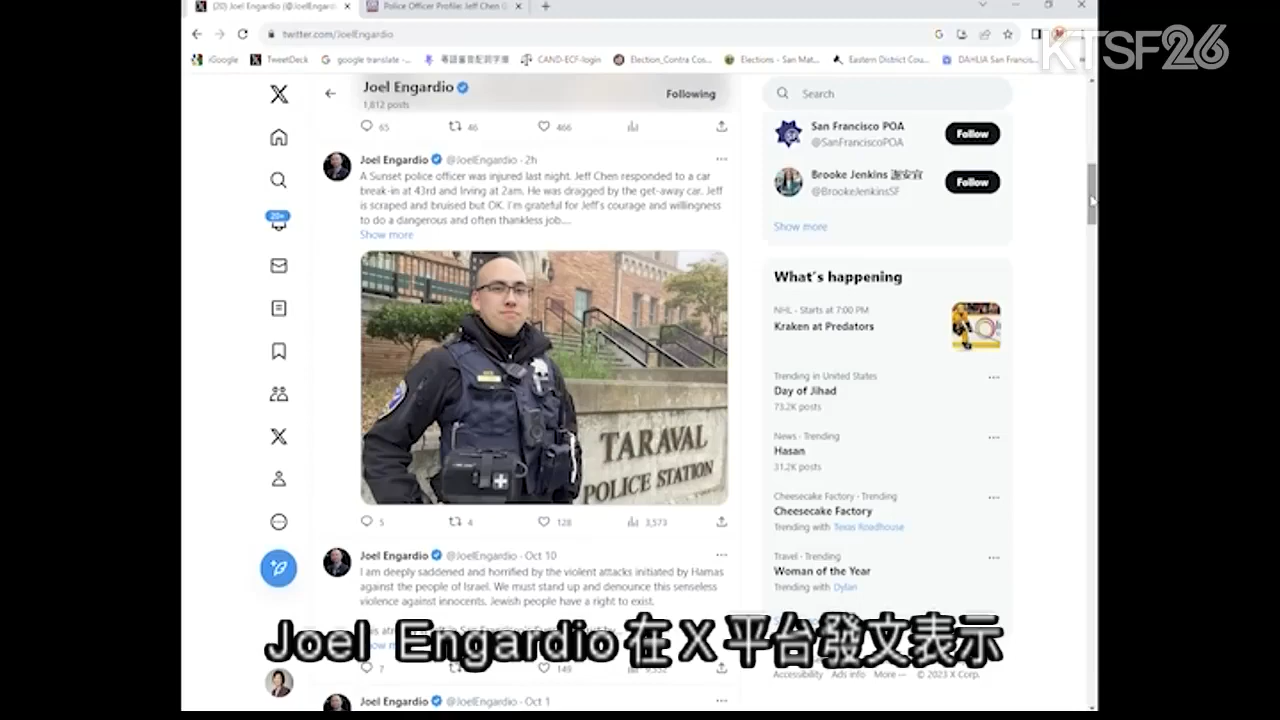 (20) Joel Engardio (@JoelEngard
Police Officer Profile: Jeff Chen (
twitter.com/JoelEngardio
KTSF26
iGoogle
TweetDeck
google translate -...
粵語審音配詞字庫
CAND-ECF-login
Election_Contra Cos...
Elections - San Mat...
Eastern District Cou...
DAHLIA San Francis...
Joel Engardio
1,812 posts
Following
Search
65
46
466
San Francisco POA
@SanFranciscoPOA
Follow
Brooke Jenkins 謝安宜
@BrookeJenkinsSF
Follow
Show more
Joel Engardio @JoelEngardio · 2h
A Sunset police officer was injured last night. Jeff Chen responded to a car
break-in at 43rd and Irving at 2am. He was dragged by the get-away car. Jeff
is scraped and bruised but OK. I'm grateful for Jeff's courage and willingness
to do a dangerous and often thankless job....
Show more
20+
TARAVAL
POLICE STATION
5
4
128
3,573
What's happening
NHL · Starts at 7:00 PM
Kraken at Predators
Trending in United States
Day of Jihad
73.2K posts
News · Trending
Hasan
31.2K posts
Cheesecake Factory · Trending
Cheesecake Factory
Trending with Texas Roadhouse
Travel · Trending
Woman of the Year
Trending with Dylan
Joel Engardio @JoelEngardio · Oct 10
I am deeply saddened and horrified by the violent attacks initiated by Hamas
against the people of Israel. We must stand up and denounce this senseless
violence against innocents. Jewish people have a right to exist.
Joel Engardio在X平台發文表示
7
149
Accessibility Ads info More ··· © 2023 X Corp.
Joel Engardio @JoelEngardio · Oct 1